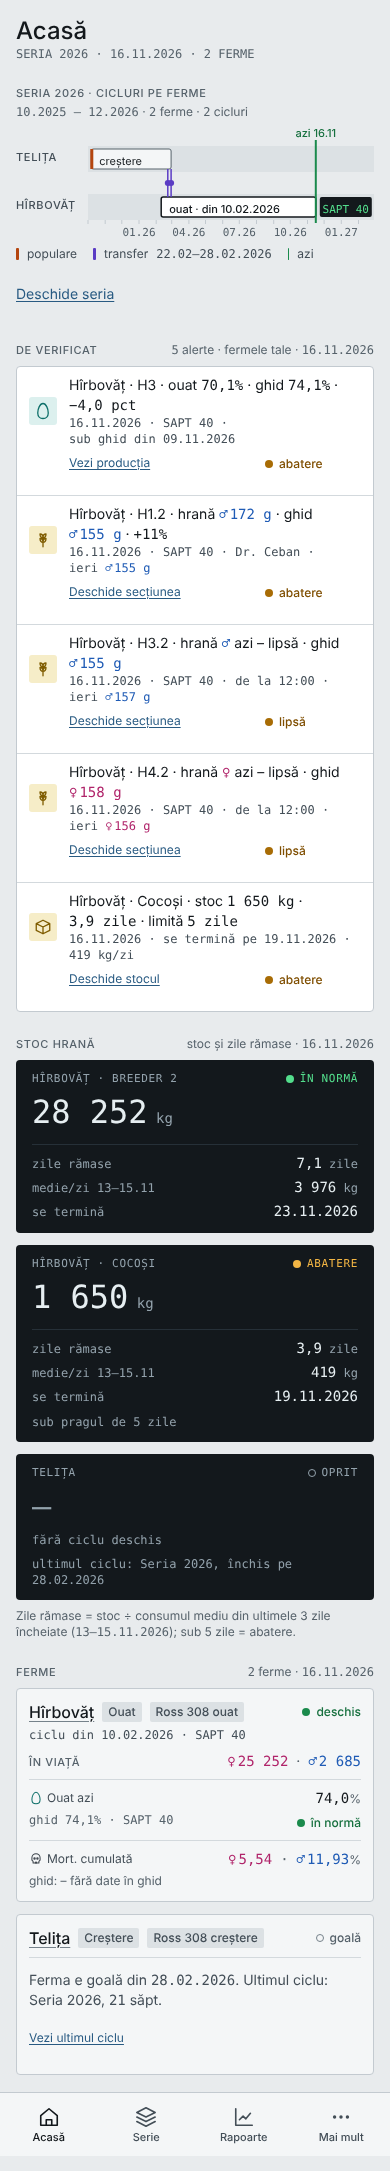 Acasă
SERIA 2026 · 16.11.2026 · 2 FERME
SERIA 2026 · CICLURI PE FERME
10.2025 – 12.2026 · 2 ferme · 2 cicluri
azi 16.11
TELIȚA
creștere
HÎRBOVĂȚ
ouat · din 10.02.2026
SAPT 40
01.26 04.26 07.26 10.26 01.27
populare transfer 22.02–28.02.2026 azi
Deschide seria
DE VERIFICAT 5 alerte · fermele tale · 16.11.2026
Hîrbovăț · H3 · ouat 70,1% · ghid 74,1% ·
−4,0 pct
16.11.2026 · SAPT 40 ·
sub ghid din 09.11.2026
Vezi producția abatere
Hîrbovăț · H1.2 · hrană ♂172 g · ghid
♂155 g · +11%
16.11.2026 · SAPT 40 · Dr. Ceban ·
ieri ♂155 g
Deschide secțiunea abatere
Hîrbovăț · H3.2 · hrană ♂ azi – lipsă · ghid
♂155 g
16.11.2026 · SAPT 40 · de la 12:00 ·
ieri ♂157 g
Deschide secțiunea lipsă
Hîrbovăț · H4.2 · hrană ♀ azi – lipsă · ghid
♀158 g
16.11.2026 · SAPT 40 · de la 12:00 ·
ieri ♀156 g
Deschide secțiunea lipsă
Hîrbovăț · Cocoși · stoc 1 650 kg ·
3,9 zile · limită 5 zile
16.11.2026 · se termină pe 19.11.2026 ·
419 kg/zi
Deschide stocul abatere
STOC HRANĂ stoc și zile rămase · 16.11.2026
HÎRBOVĂȚ · BREEDER 2 ÎN NORMĂ
28 252 kg
zile rămase 7,1 zile
medie/zi 13–15.11 3 976 kg
se termină 23.11.2026
HÎRBOVĂȚ · COCOȘI ABATERE
1 650 kg
zile rămase 3,9 zile
medie/zi 13–15.11 419 kg
se termină 19.11.2026
sub pragul de 5 zile
TELIȚA OPRIT
—
fără ciclu deschis
ultimul ciclu: Seria 2026, închis pe
28.02.2026
Zile rămase = stoc ÷ consumul mediu din ultimele 3 zile
încheiate (13–15.11.2026); sub 5 zile = abatere.
FERME 2 ferme · 16.11.2026
Hîrbovăț Ouat Ross 308 ouat deschis
ciclu din 10.02.2026 · SAPT 40
ÎN VIAȚĂ ♀25 252 · ♂2 685
Ouat azi 74,0%
ghid 74,1% · SAPT 40 în normă
Mort. cumulată ♀5,54 · ♂11,93%
ghid: – fără date în ghid
Telița Creștere Ross 308 creștere goală
Ferma e goală din 28.02.2026. Ultimul ciclu:
Seria 2026, 21 săpt.
Vezi ultimul ciclu
Acasă Serie Rapoarte Mai mult